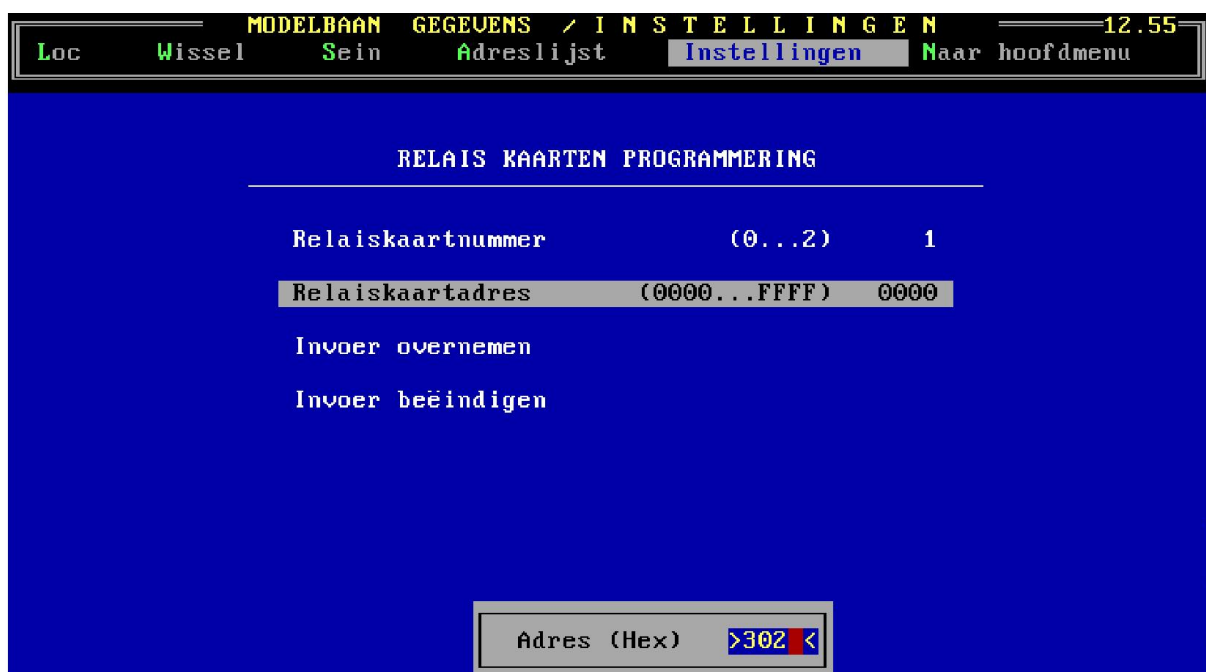 MODELBAAN GEGEVENS / I N S T E L L I N G E N 12.55
Loc Wissel Sein Adreslijst Instellingen Naar hoofdmenu
RELAIS KAARTEN PROGRAMMERING
Relaiskaartnummer (0...2) 1
Relaiskaartadres (0000...FFFF) 0000
Invoer overnemen
Invoer beëindigen
Adres (Hex) >302 <